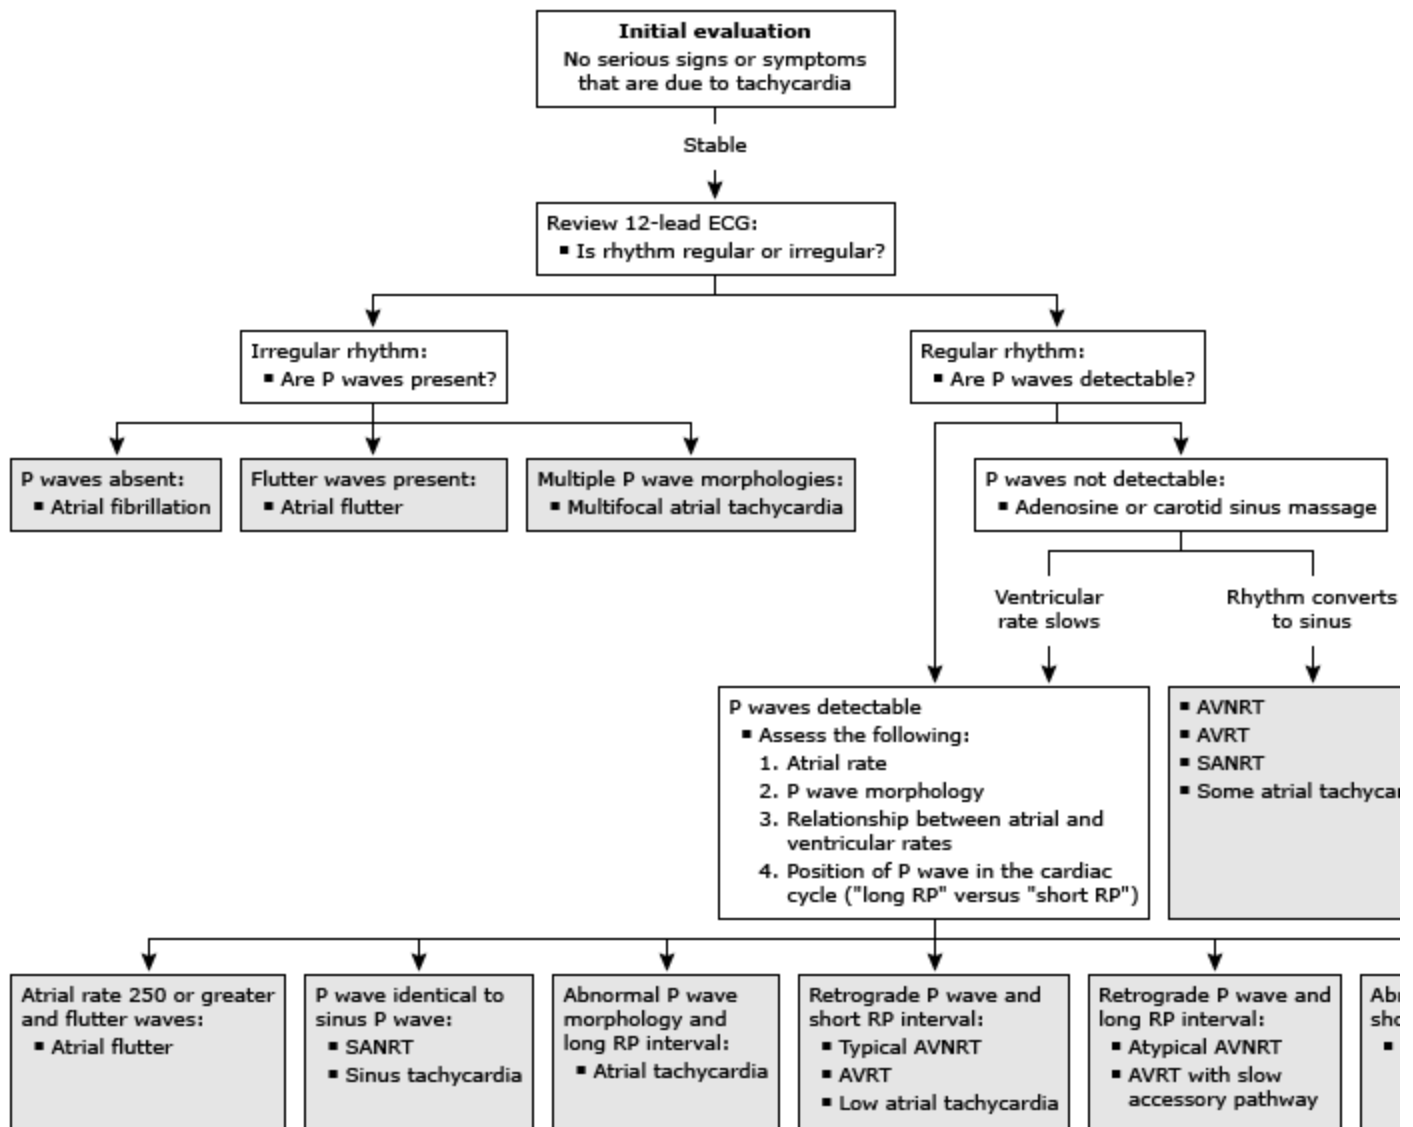 Initial evaluation
No serious signs or symptoms
that are due to tachycardia
Stable
Review 12-lead ECG:
▪ Is rhythm regular or irregular?
Irregular rhythm:
▪ Are P waves present?
Regular rhythm:
▪ Are P waves detectable?
P waves absent:
▪ Atrial fibrillation
Flutter waves present:
▪ Atrial flutter
Multiple P wave morphologies:
▪ Multifocal atrial tachycardia
P waves not detectable:
▪ Adenosine or carotid sinus massage
Ventricular
rate slows
Rhythm converts
to sinus
P waves detectable
▪ Assess the following:
1. Atrial rate
2. P wave morphology
3. Relationship between atrial and
ventricular rates
4. Position of P wave in the cardiac
cycle ("long RP" versus "short RP")
▪ AVNRT
▪ AVRT
▪ SANRT
▪ Some atrial
Atrial rate 250 or greater
and flutter waves:
▪ Atrial flutter
P wave identical to
sinus P wave:
▪ SANRT
▪ Sinus tachycardia
Abnormal P wave
morphology and
long RP interval:
▪ Atrial tachycardia
Retrograde P wave and
short RP interval:
▪ Typical AVNRT
▪ AVRT
▪ Low atrial tachycardia
Retrograde P wave and
long RP interval:
▪ Atypical AVNRT
▪ AVRT with slow
accessory pathway